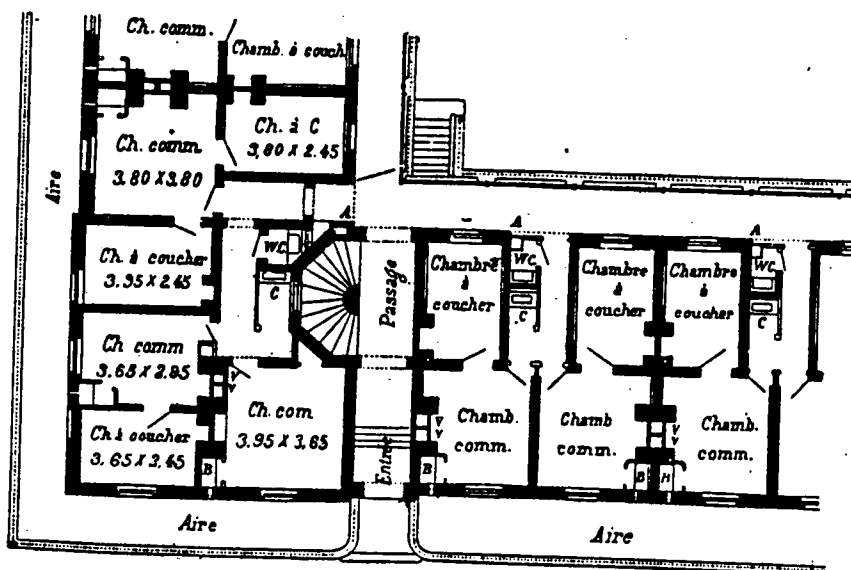 Ch. comm.
Chamb. à couch
Ch. à C
3,80 X 2.45
Ch. comm.
3.80 X 3.80
Aire
A
A
A
WC
C
Ch. à coucher
3.95 X 2.45
Passage
Chambre
à
coucher
WC
C
Chambre
à
coucher
Chambre
à
coucher
WC
C
Ch comm
3.65 X 2.95
V
V
Ch. com
3.95 X 3,65
Ch à coucher
3,65 X 2,45
B
Entrée
Chamb.
comm.
V
V
B
Chamb
comm.
V
V
B
H
Chamb.
comm.
Aire
Aire